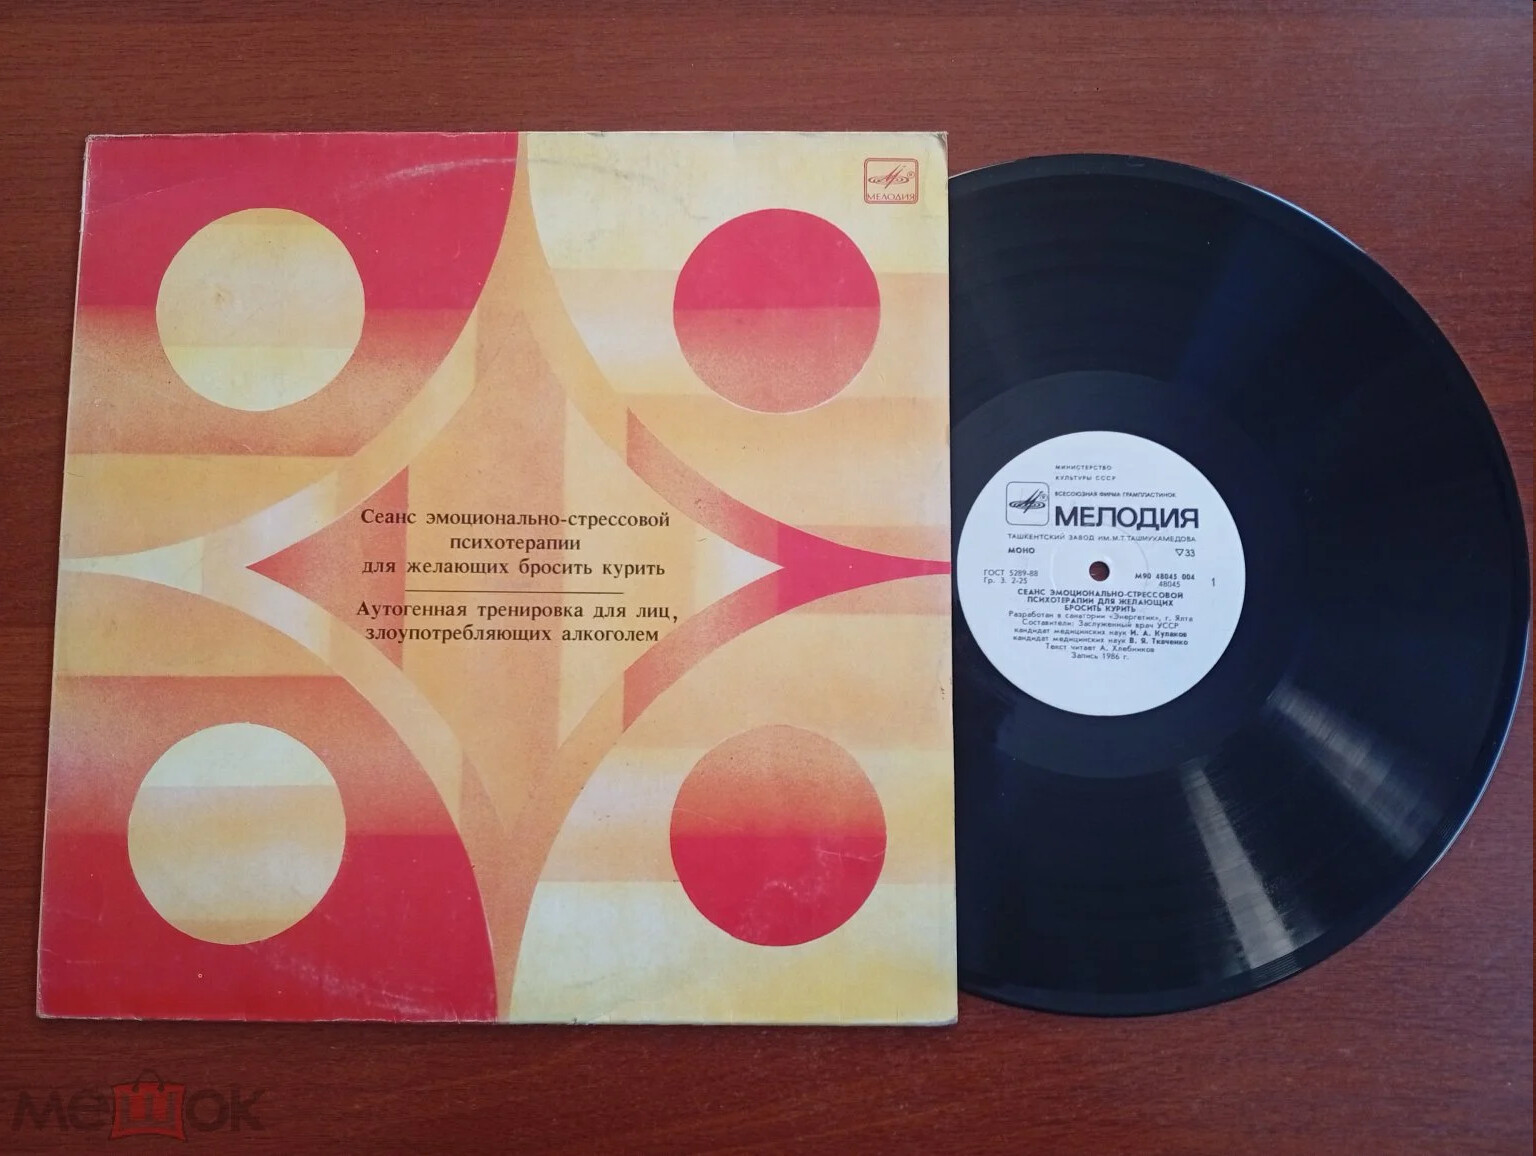 МЕЛОДИЯ
Сеанс эмоционально-стрессовой
психотерапии
для желающих бросить курить
Аутогенная тренировка для лиц,
злоупотребляющих алкоголем
МИНИСТЕРСТВО
КУЛЬТУРЫ СССР
ВСЕСОЮЗНАЯ ФИРМА ГРАМПЛАСТИНОК
МЕЛОДИЯ
ТАШКЕНТСКИЙ ЗАВОД ИМ. М.Т. ТАШМУХАМЕДОВА
МОНО ▽33
ГОСТ 5289-88 М90 48045 004
Гр. 3. 2-25 48045 1
СЕАНС ЭМОЦИОНАЛЬНО-СТРЕССОВОЙ
ПСИХОТЕРАПИИ ДЛЯ ЖЕЛАЮЩИХ
БРОСИТЬ КУРИТЬ
Разработан в санатории «Энергетик», г. Ялта
Составители: Заслуженный врач УССР
кандидат медицинских наук И. А. Кулаков
кандидат медицинских наук В. Я. Ткаченко
Текст читает А. Хлебников
Запись 1986 г.
мешок